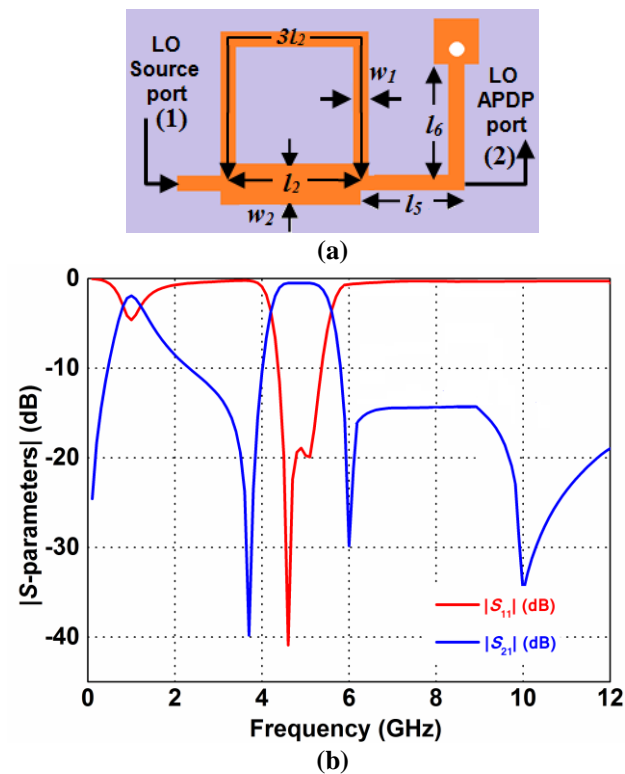 LO
Source
port
(1)
3l₂
w₁
l₆
LO
APDP
port
(2)
l₂
w₂
l₅
(a)
|S-parameters| (dB)
0
-10
-20
-30
-40
|S₁₁| (dB)
|S₂₁| (dB)
0 2 4 6 8 10 12
Frequency (GHz)
(b)